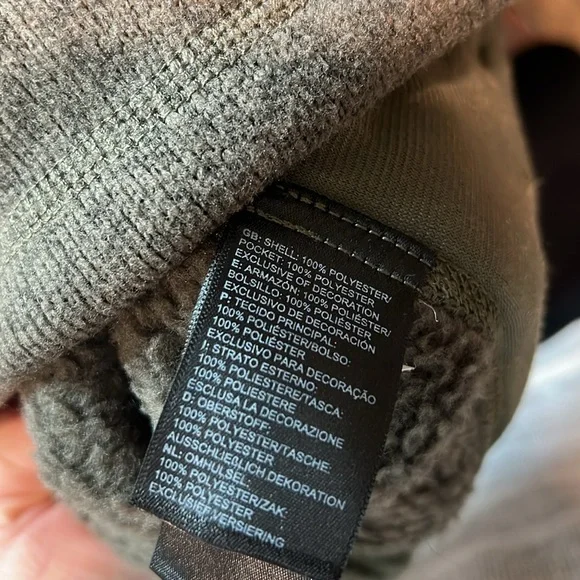 GB: SHELL: 100% POLYESTER/
POCKET: 100% POLYESTER
EXCLUSIVE OF DECORATION
E: ARMAZÓN: 100% POLIÉSTER/
BOLSILLO: 100% POLIÉSTER
EXCLUSIVO DE DECORACIÓN
P: TECIDO PRINCIPAL:
100% POLIÉSTER/BOLSO:
100% POLIÉSTER
EXCLUSIVO PARA DECORAÇÃO
I: STRATO ESTERNO:
100% POLIESTERE/TASCA:
100% POLIESTERE
ESCLUSA LA DECORAZIONE
D: OBERSTOFF:
100% POLYESTER/TASCHE:
100% POLYESTER
AUSSCHLIEßLICH DEKORATION
NL: OMHULSEL:
100% POLYESTER/ZAK:
100% POLYESTER
EXCLUSIEF/VERSIERING